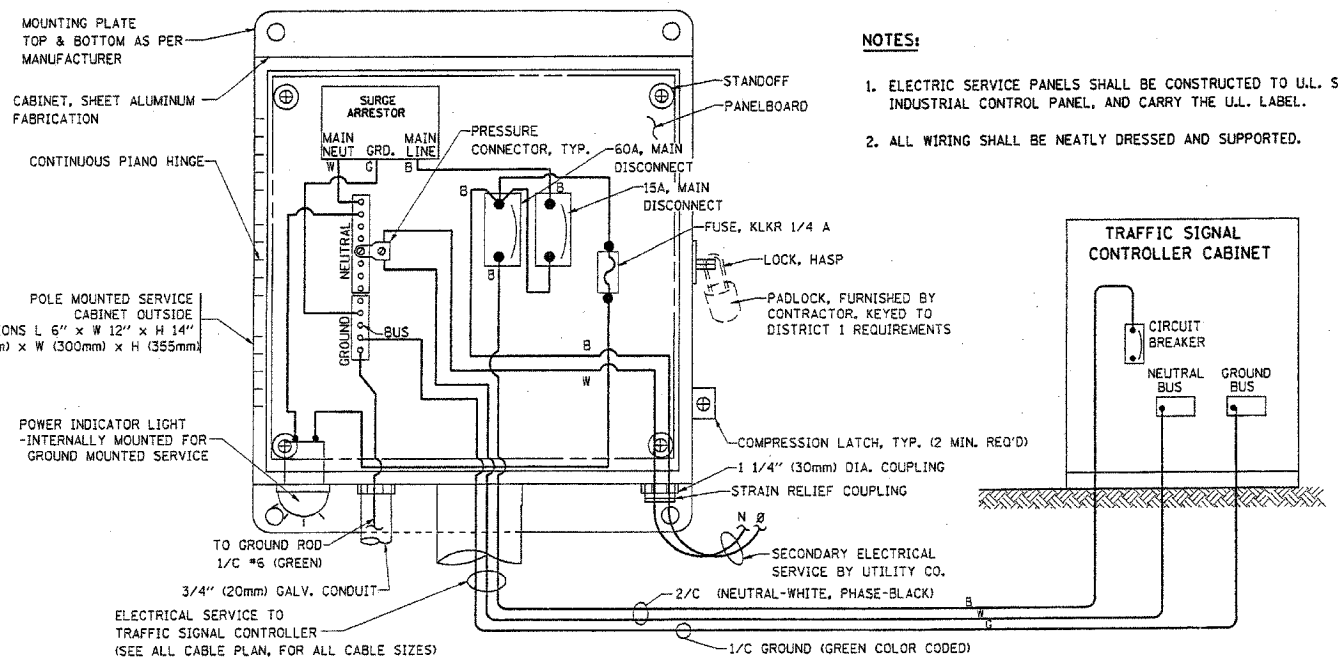 MOUNTING PLATE
TOP & BOTTOM AS PER
MANUFACTURER
CABINET, SHEET ALUMINUM
FABRICATION
CONTINUOUS PIANO HINGE
POLE MOUNTED SERVICE
CABINET OUTSIDE
IONS L 6" x W 12" x H 14"
m) x W (300mm) x H (355mm)
POWER INDICATOR LIGHT
-INTERNALLY MOUNTED FOR
GROUND MOUNTED SERVICE
SURGE
ARRESTOR
MAIN
NEUT
GRD.
MAIN
LINE
W
G
B
NEUTRAL
GROUND
BUS
B
B
B
B
W
STANDOFF
PANELBOARD
PRESSURE
CONNECTOR, TYP.
60A, MAIN
DISCONNECT
15A, MAIN
DISCONNECT
FUSE, KLKR 1/4 A
LOCK, HASP
PADLOCK, FURNISHED BY
CONTRACTOR. KEYED TO
DISTRICT 1 REQUIREMENTS
COMPRESSION LATCH, TYP. (2 MIN. REQ'D)
1 1/4" (30mm) DIA. COUPLING
STRAIN RELIEF COUPLING
N Ø
SECONDARY ELECTRICAL
SERVICE BY UTILITY CO.
TO GROUND ROD
1/C #6 (GREEN)
3/4" (20mm) GALV. CONDUIT
ELECTRICAL SERVICE TO
TRAFFIC SIGNAL CONTROLLER
(SEE ALL CABLE PLAN, FOR ALL CABLE SIZES)
2/C (NEUTRAL-WHITE, PHASE-BLACK)
B
W
G
1/C GROUND (GREEN COLOR CODED)
NOTES:
1. ELECTRIC SERVICE PANELS SHALL BE CONSTRUCTED TO U.L. S
INDUSTRIAL CONTROL PANEL, AND CARRY THE U.L. LABEL.
2. ALL WIRING SHALL BE NEATLY DRESSED AND SUPPORTED.
TRAFFIC SIGNAL
CONTROLLER CABINET
CIRCUIT
BREAKER
NEUTRAL
BUS
GROUND
BUS